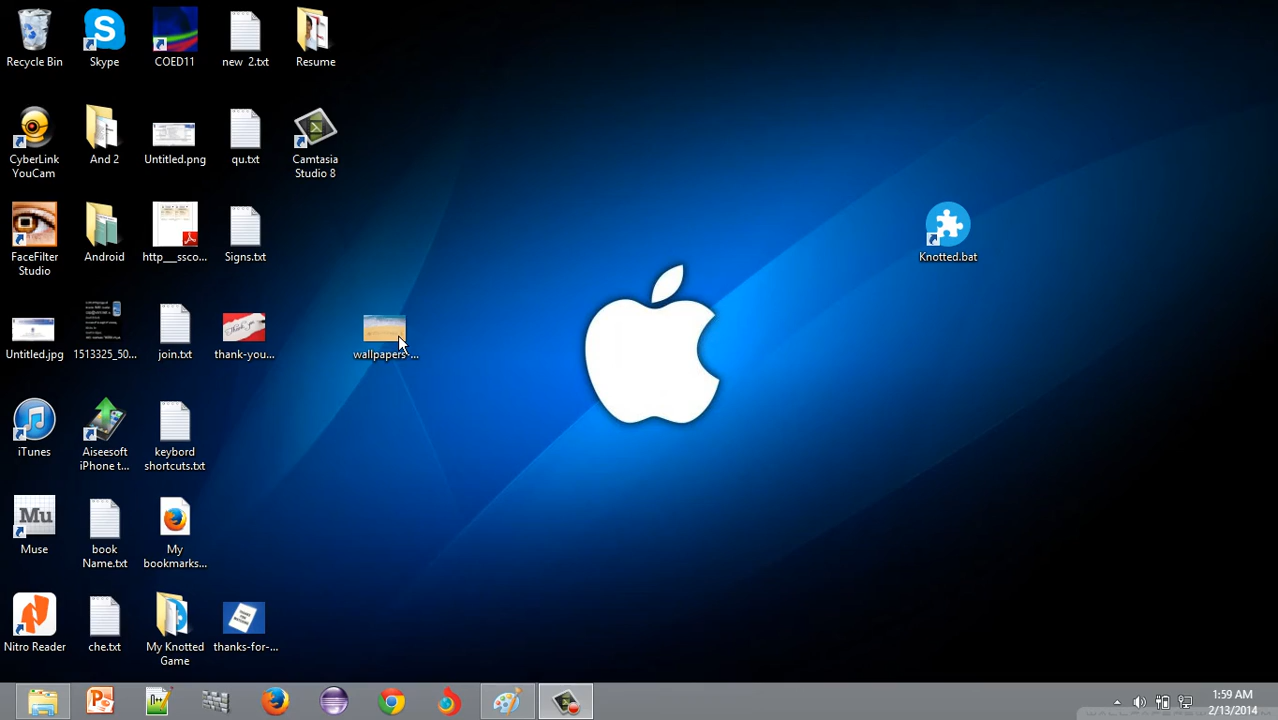 Recycle Bin
Skype
COED11
new 2.txt
Resume
CyberLink
YouCam
And 2
Untitled.png
qu.txt
Camtasia
Studio 8
FaceFilter
Studio
Android
http___ssco...
Signs.txt
Knotted.bat
Untitled.jpg
1513325_50...
join.txt
thank-you...
wallpapers-...
iTunes
Aiseesoft
iPhone t...
keybord
shortcuts.txt
Mu
Muse
book
Name.txt
My
bookmarks...
Nitro Reader
che.txt
My Knotted
Game
thanks-for-...
1:59 AM
2/13/2014